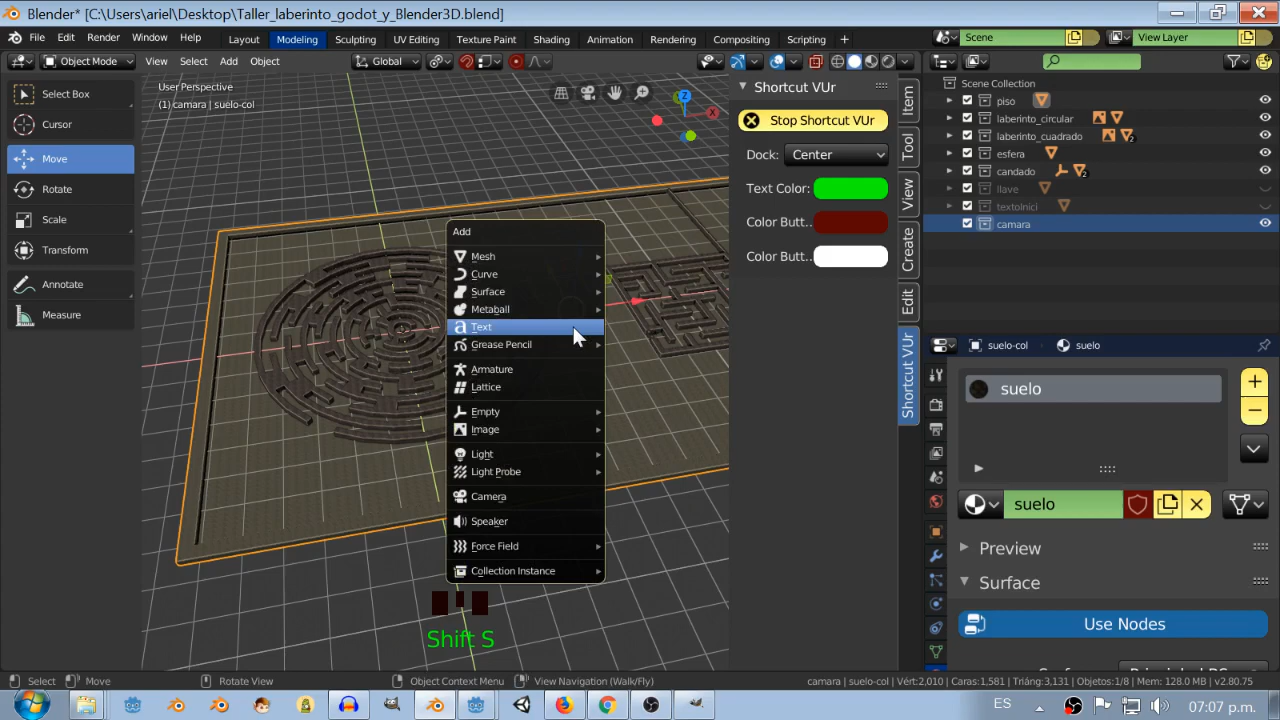 Blender* [C:\Users\ariel\Desktop\Taller_laberinto_godot_y_Blender3D.blend]
File Edit Render Window Help Layout Modeling Sculpting UV Editing Texture Paint Shading Animation Rendering Compositing Scripting + Scene View Layer
Object Mode View Select Add Object Global
User Perspective
(1) camara | suelo-col
Select Box
Cursor
Move
Rotate
Scale
Transform
Annotate
Measure
Z
X
Add
Mesh
Curve
Surface
Metaball
Text
Grease Pencil
Armature
Lattice
Empty
Image
Light
Light Probe
Camera
Speaker
Force Field
Collection Instance
Shift S
Shortcut VUr
Stop Shortcut VUr
Dock: Center
Text Color:
Color Butt..
Color Butt..
Item
Tool
View
Create
Edit
Shortcut VUr
Scene Collection
piso
laberinto_circular
laberinto_cuadrado 2
esfera
candado 2
llave
textoInici
camara
suelo-col suelo
suelo
suelo
Preview
Surface
Use Nodes
Select Move Rotate View Object Context Menu View Navigation (Walk/Fly) camara | suelo-col | Vért:2,010 | Caras:1,581 | Triáng:3,131 | Objects:1/8 | Mem: 128.0 MB | v2.80.75
ES 07:07 p.m.